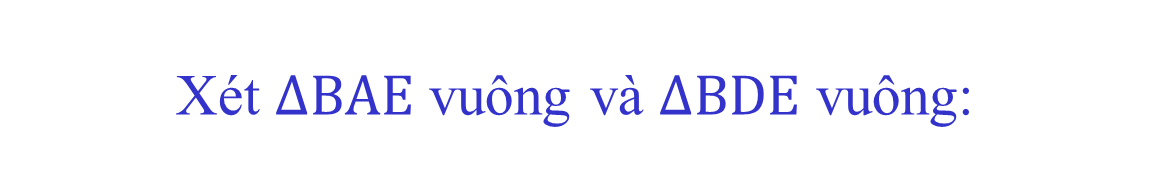 Xét ΔBAE vuông và ΔBDE vuông: